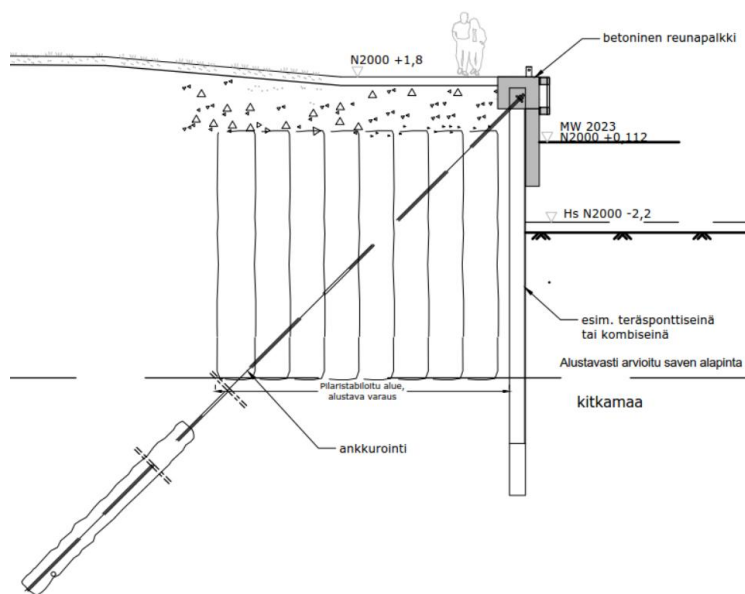 betoninen reunapalkki
N2000 +1,8
MW 2023
N2000 +0,112
Hs N2000 -2,2
esim. teräsponttiseinä
tai kombiseinä
Alustavasti arvioitu saven alapinta
Pilaristabiloitu alue,
alustava varaus
kitkamaa
ankkurointi